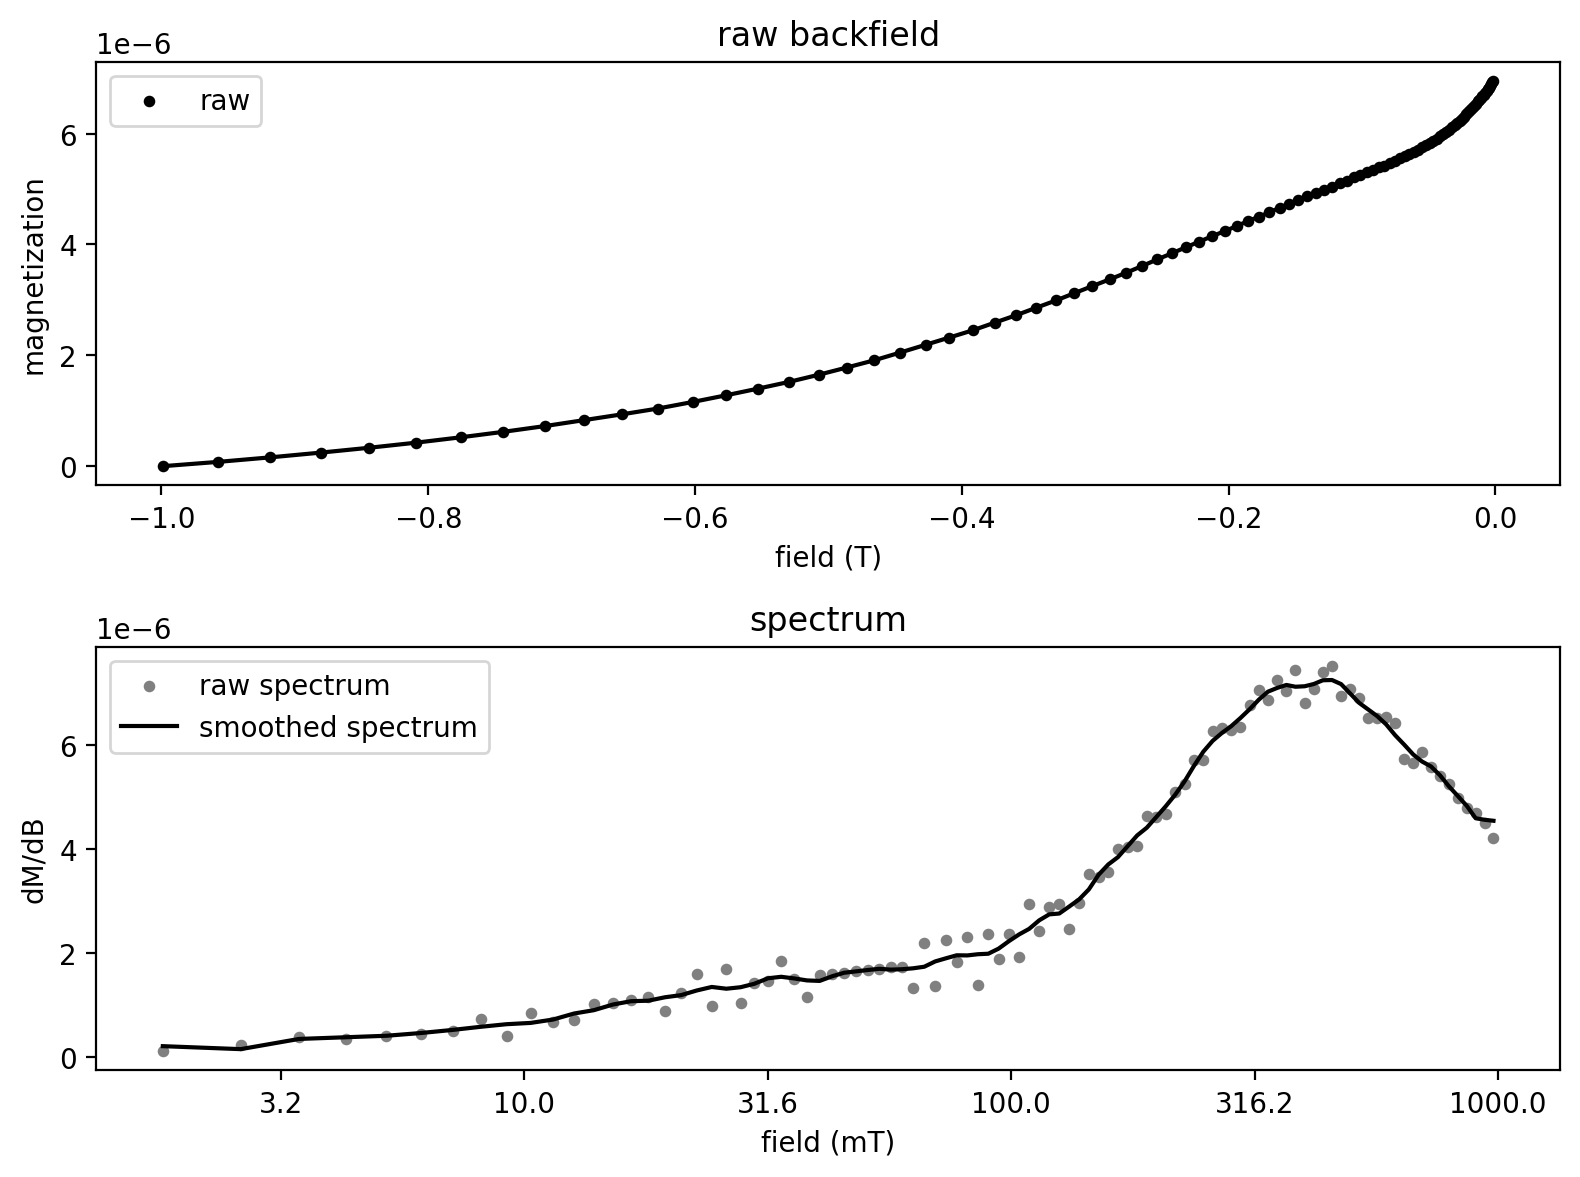 raw backfield
1e−6
raw
6
4
2
0
magnetization
−1.0 −0.8 −0.6 −0.4 −0.2 0.0
field (T)
spectrum
1e−6
raw spectrum
smoothed spectrum
6
4
2
0
dM/dB
3.2 10.0 31.6 100.0 316.2 1000.0
field (mT)